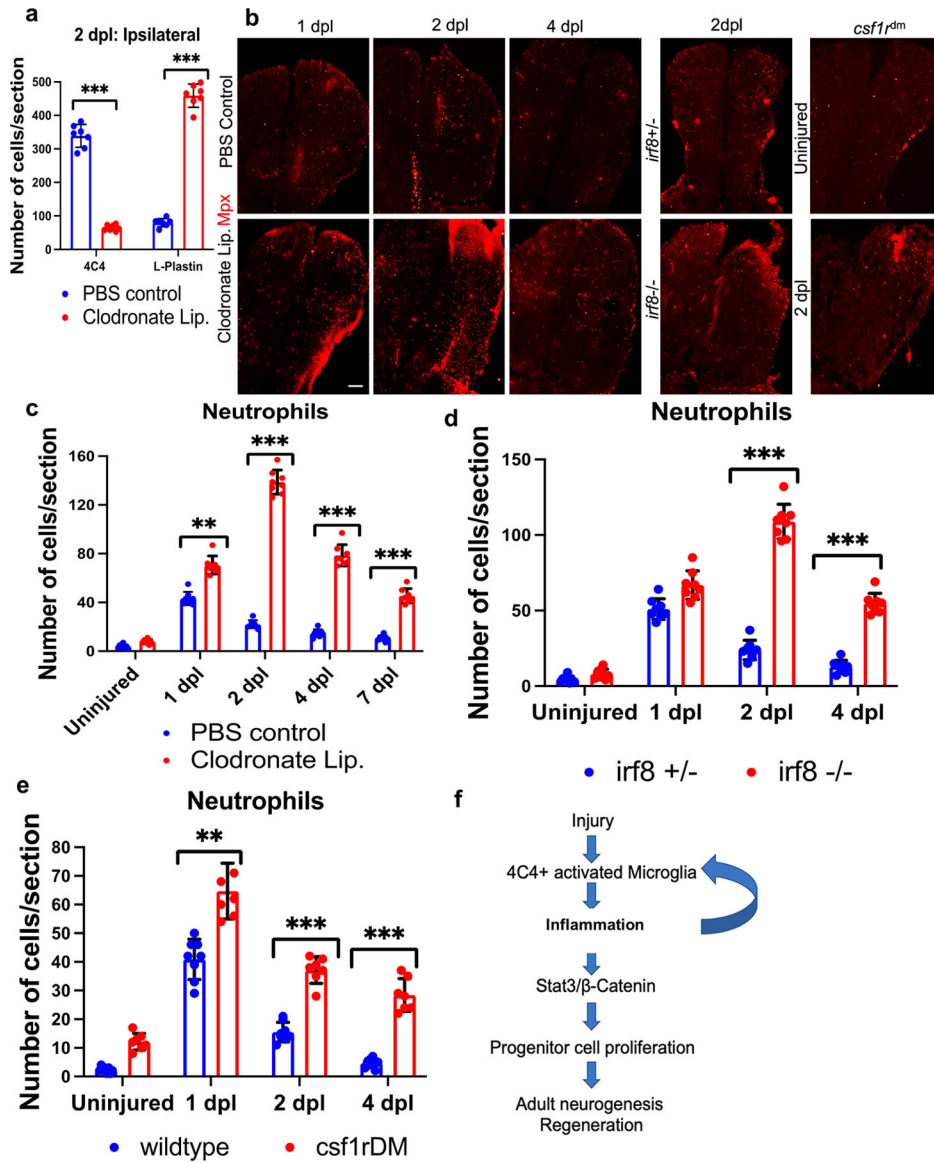 a
2 dpl: Ipsilateral
***
***
Number of cells/section
500
400
300
200
100
0
4C4
L-Plastin
PBS control
Clodronate Lip.
b
1 dpl
2 dpl
4 dpl
2dpl
csf1rdm
PBS Control
Clodronate Lip. Mpx
irf8+/-
irf8-/-
Uninjured
2 dpl
c
Neutrophils
Number of cells/section
160
120
80
40
0
**
***
***
***
Uninjured
1 dpl
2 dpl
4 dpl
7 dpl
PBS control
Clodronate Lip.
d
Neutrophils
Number of cells/section
150
100
50
0
***
***
Uninjured
1 dpl
2 dpl
4 dpl
irf8 +/-
irf8 -/-
e
Neutrophils
Number of cells/section
80
70
60
50
40
30
20
10
0
**
***
***
Uninjured
1 dpl
2 dpl
4 dpl
wildtype
csf1rDM
f
Injury
4C4+ activated Microglia
Inflammation
Stat3/β-Catenin
Progenitor cell proliferation
Adult neurogenesis
Regeneration